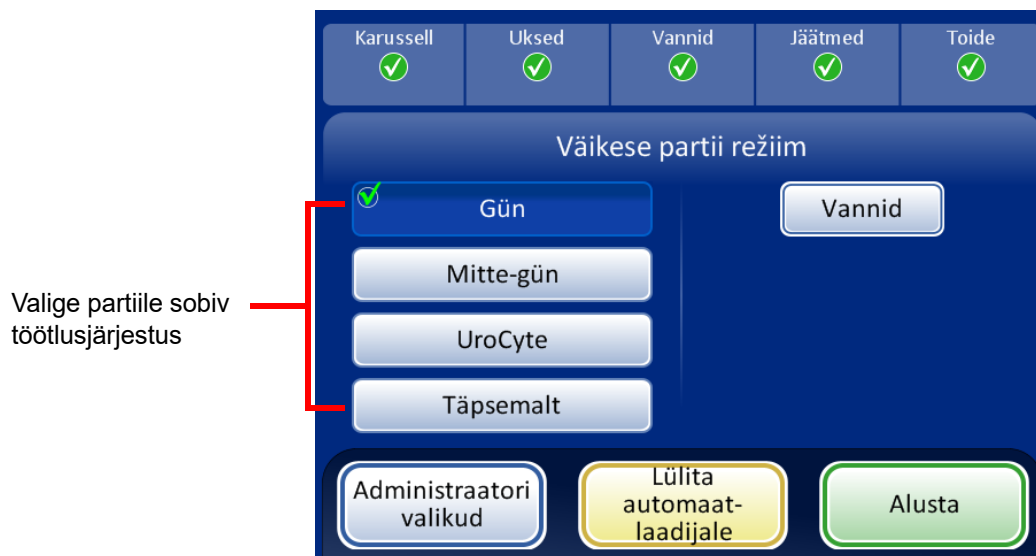 Karussell
Uksed
Vannid
Jäätmed
Toide
Väikese partii režiim
Gün
Vannid
Mitte-gün
Valige partiile sobiv
töötlusjärjestus
UroCyte
Täpsemalt
Administraatori
valikud
Lülita
automaat-
laadijale
Alusta